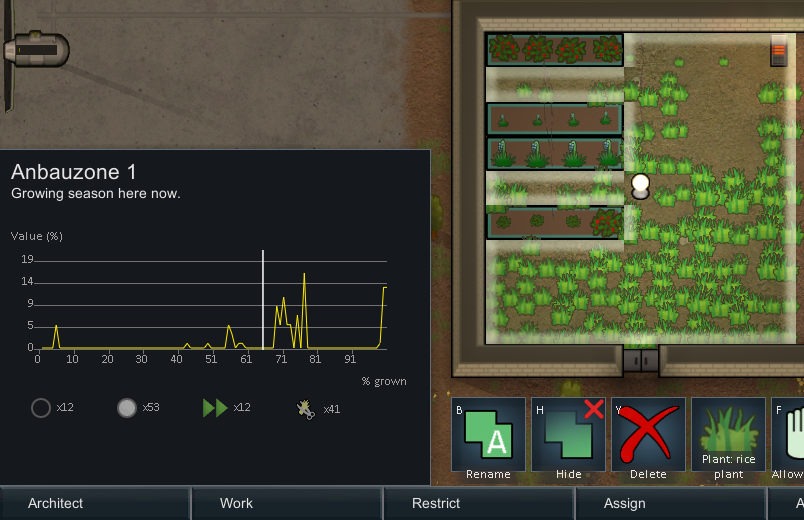 Anbauzone 1
Growing season here now.
Value (%)
19
14
9
5
0
0 10 20 30 40 51 61 71 81 91
% grown
x12 x53 x12 x41
B H Y F
A
Rename Hide Delete Plant: rice plant Allow
Architect Work Restrict Assign A